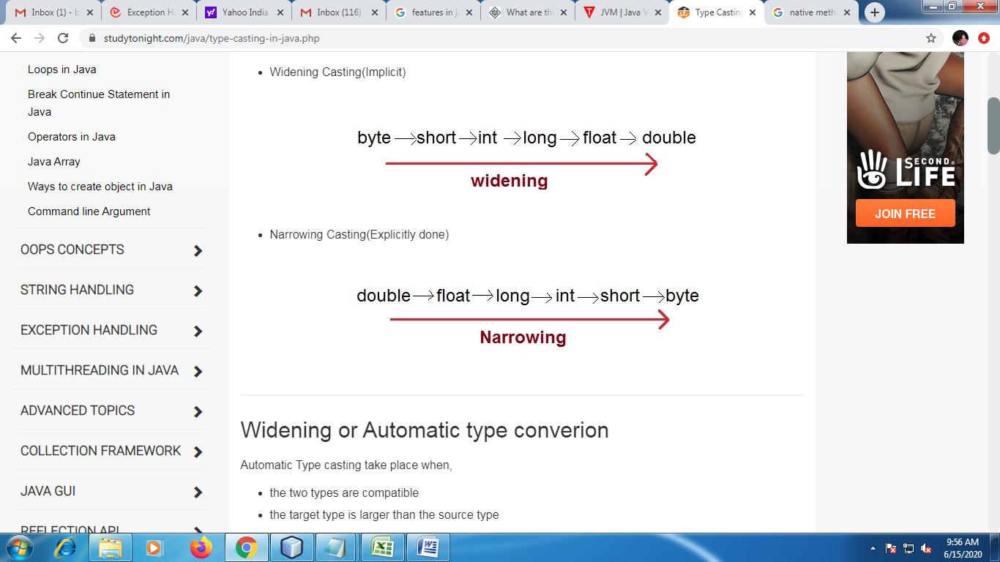 Inbox (1) - b
Exception Ha
Yahoo India
Inbox (116)
features in ja
What are the
JVM | Java V
Type Casting
native meth
studytonight.com/java/type-casting-in-java.php
Loops in Java
Break Continue Statement in
Java
Operators in Java
Java Array
Ways to create object in Java
Command line Argument
OOPS CONCEPTS
STRING HANDLING
EXCEPTION HANDLING
MULTITHREADING IN JAVA
ADVANCED TOPICS
COLLECTION FRAMEWORK
JAVA GUI
REFLECTION API
• Widening Casting(Implicit)
byte → short → int → long → float → double
widening
• Narrowing Casting(Explicitly done)
double → float → long → int → short → byte
Narrowing
Widening or Automatic type converion
Automatic Type casting take place when,
• the two types are compatible
• the target type is larger than the source type
SECOND
LIFE
JOIN FREE
9:56 AM
6/15/2020